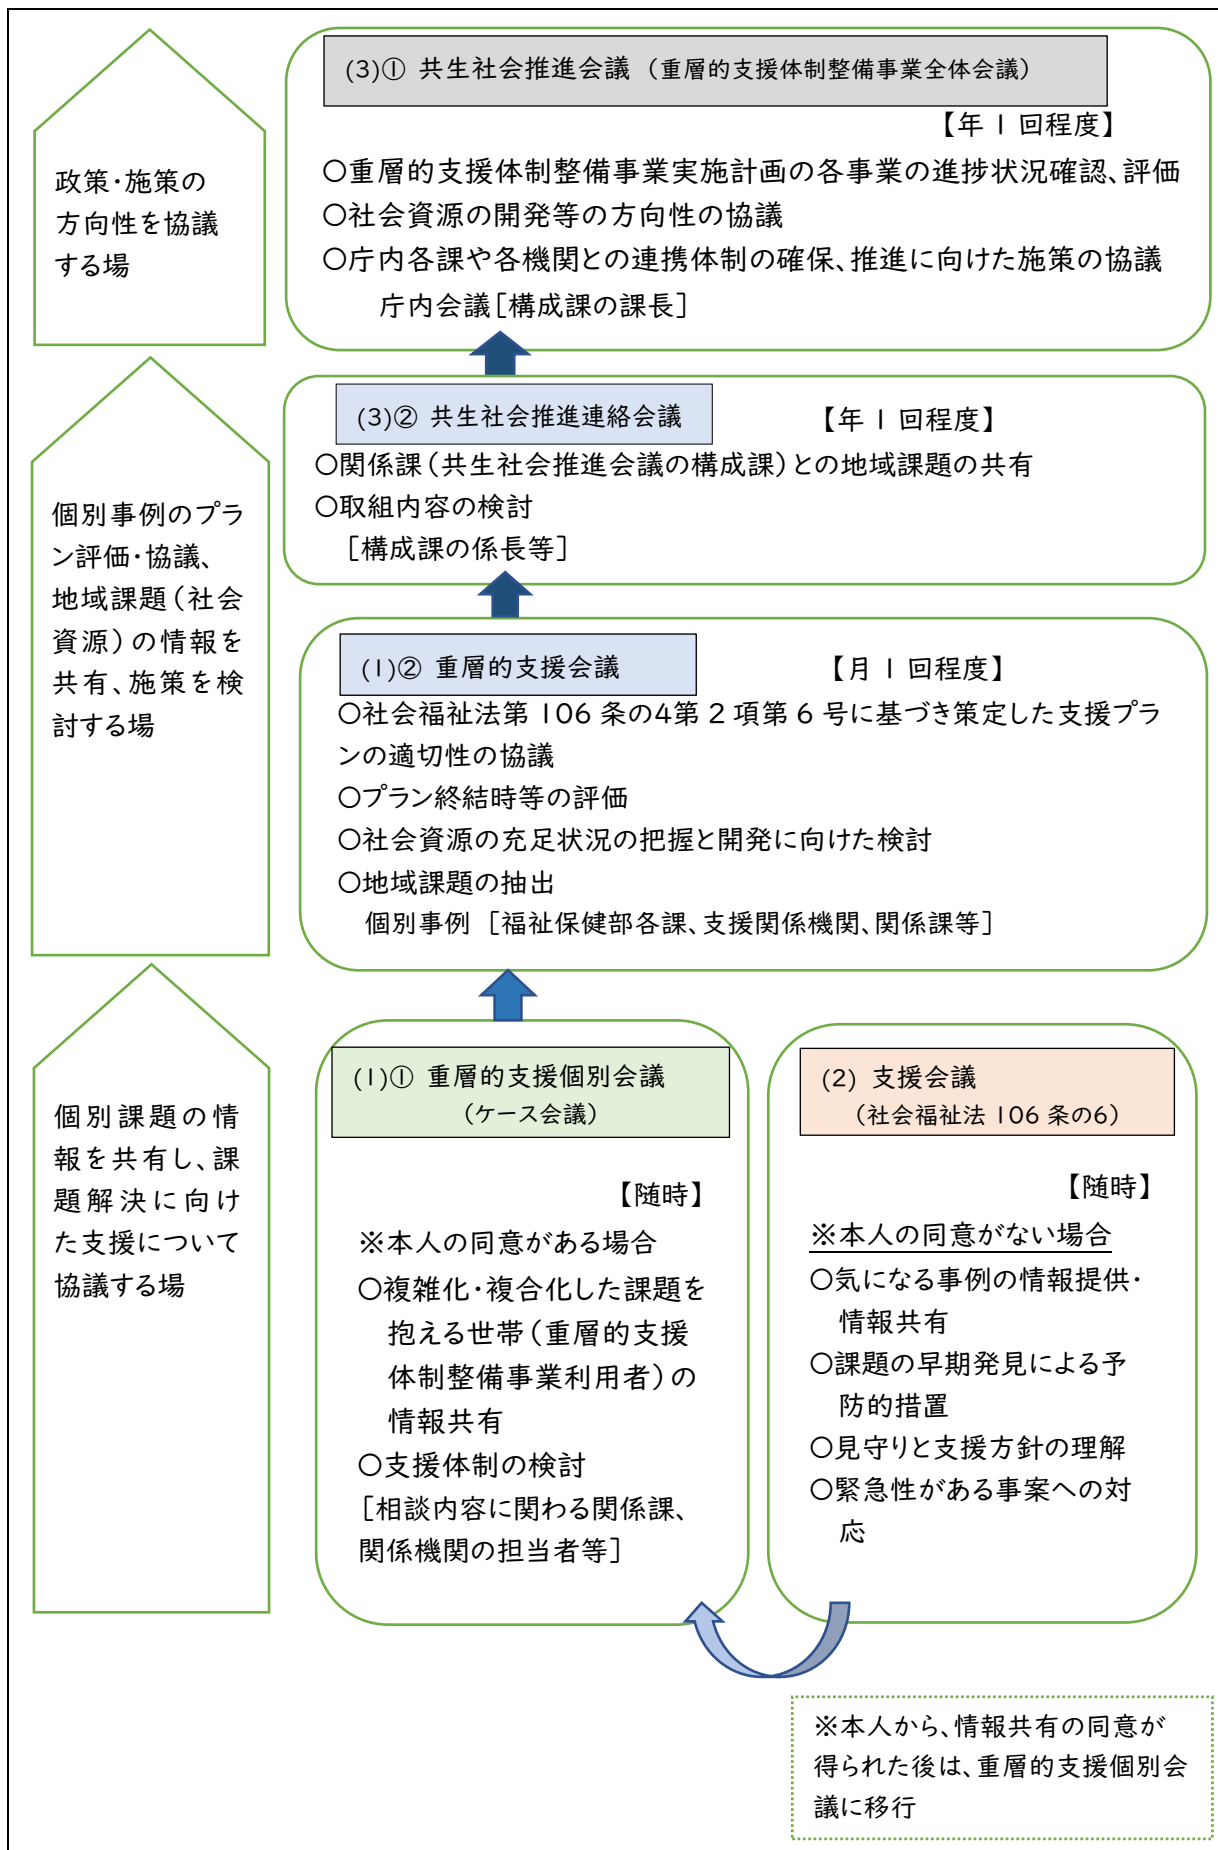 政策・施策の
方向性を協議
する場
(3)① 共生社会推進会議（重層的支援体制整備事業全体会議）
【年１回程度】
○重層的支援体制整備事業実施計画の各事業の進捗状況確認、評価
○社会資源の開発等の方向性の協議
○庁内各課や各機関との連携体制の確保、推進に向けた施策の協議
庁内会議［構成課の課長］
個別事例のプラ
ン評価・協議、
地域課題（社会
資源）の情報を
共有、施策を検
討する場
(3)② 共生社会推進連絡会議
【年１回程度】
○関係課（共生社会推進会議の構成課）との地域課題の共有
○取組内容の検討
［構成課の係長等］
(1)② 重層的支援会議
【月１回程度】
○社会福祉法第 106 条の4第 2 項第 6 号に基づき策定した支援プラ
ンの適切性の協議
○プラン終結時等の評価
○社会資源の充足状況の把握と開発に向けた検討
○地域課題の抽出
個別事例 ［福祉保健部各課、支援関係機関、関係課等］
個別課題の情
報を共有し、課
題解決に向け
た支援について
協議する場
(1)① 重層的支援個別会議
（ケース会議）
【随時】
※本人の同意がある場合
○複雑化・複合化した課題を
抱える世帯（重層的支援
体制整備事業利用者）の
情報共有
○支援体制の検討
［相談内容に関わる関係課、
関係機関の担当者等］
(2) 支援会議
（社会福祉法 106 条の6）
【随時】
※本人の同意がない場合
○気になる事例の情報提供・
情報共有
○課題の早期発見による予
防的措置
○見守りと支援方針の理解
○緊急性がある事案への対
応
※本人から、情報共有の同意が
得られた後は、重層的支援個別会
議に移行